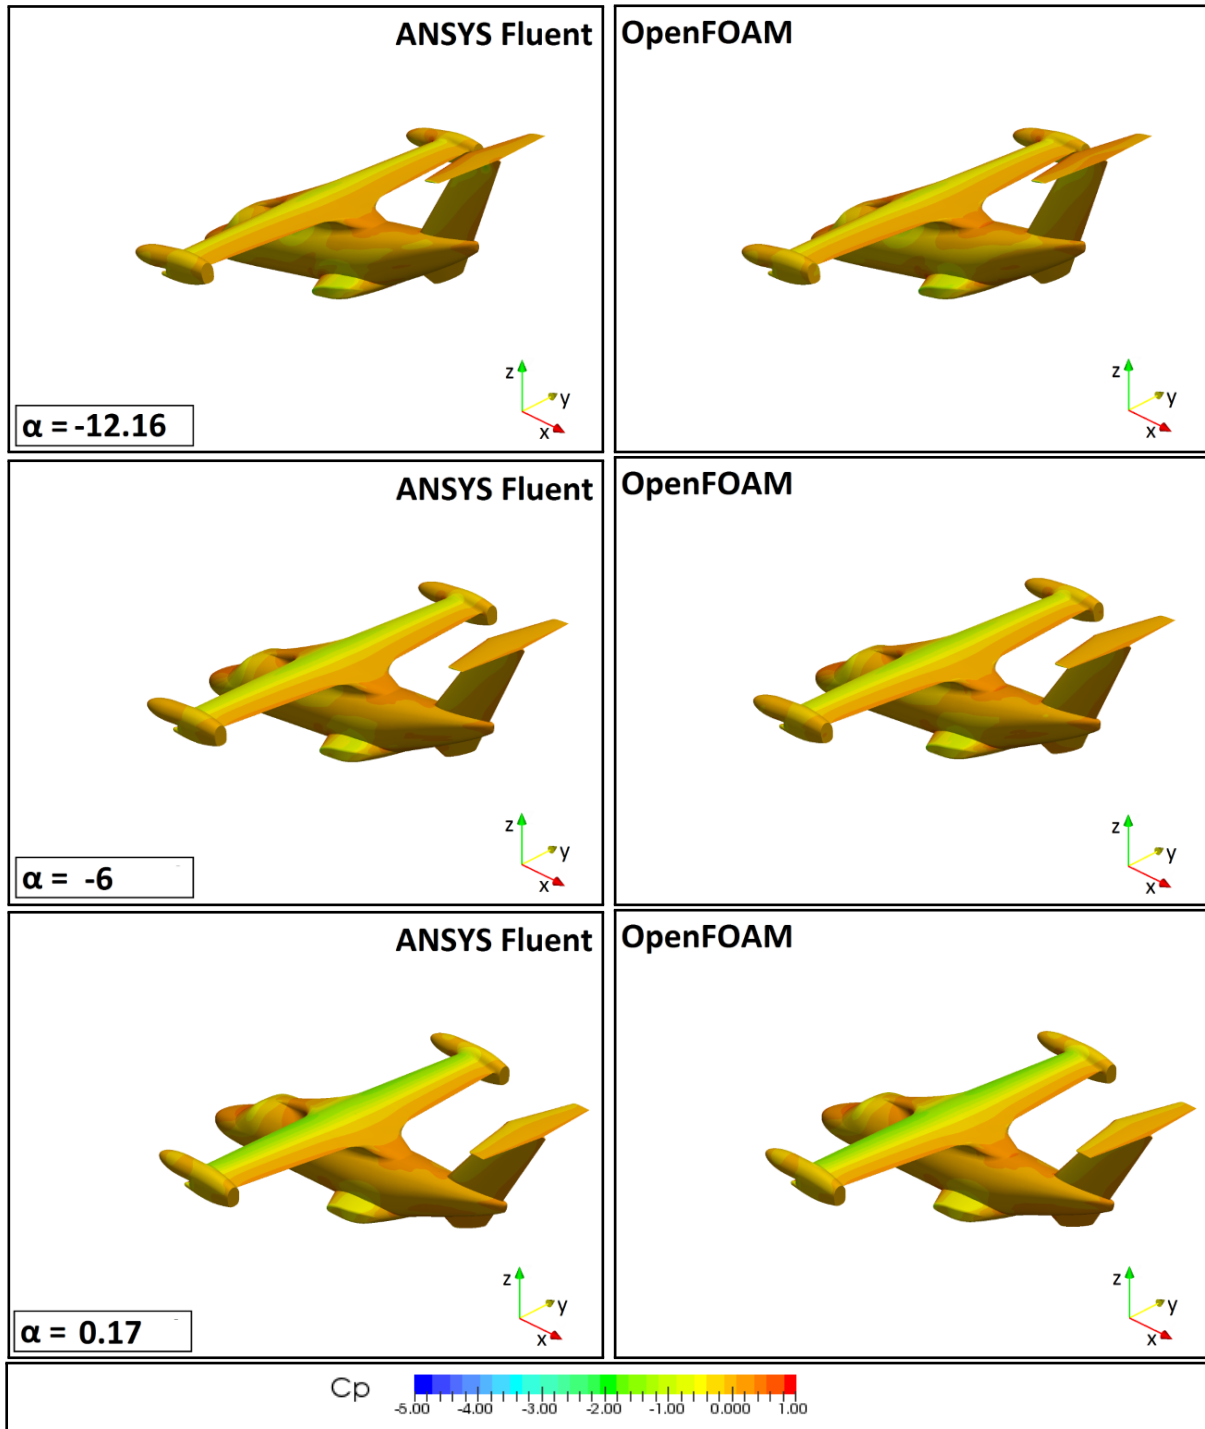 ANSYS Fluent
OpenFOAM
z
y
x
z
y
x
α = -12.16
ANSYS Fluent
OpenFOAM
z
y
x
z
y
x
α = -6
ANSYS Fluent
OpenFOAM
z
y
x
z
y
x
α = 0.17
Cp
-5.00 -4.00 -3.00 -2.00 -1.00 0.000 1.00